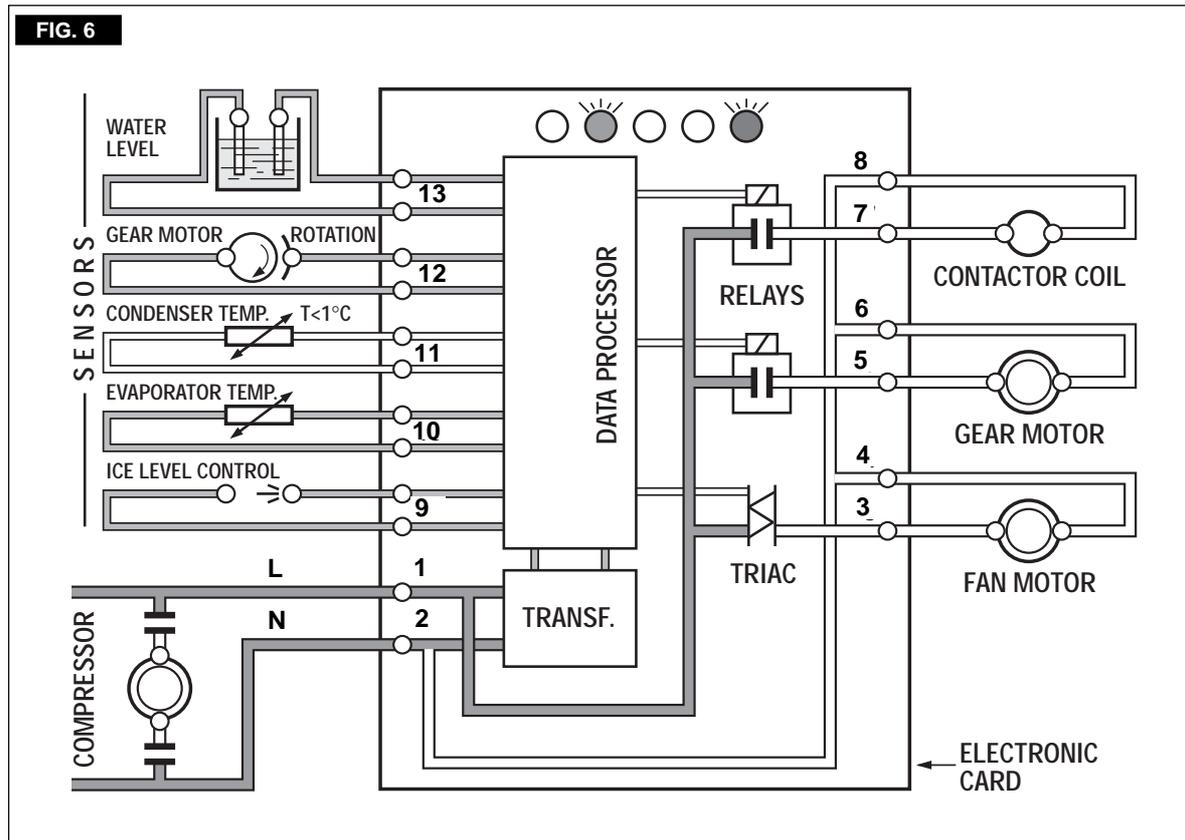 FIG. 6
WATER
LEVEL
13
GEAR MOTOR ROTATION
12
CONDENSER TEMP. T<1°C
11
EVAPORATOR TEMP.
10
ICE LEVEL CONTROL
9
SENSORS
L
1
N
2
COMPRESSOR
DATA PROCESSOR
TRANSF.
RELAYS
TRIAC
8
7
CONTACTOR COIL
6
5
GEAR MOTOR
4
3
FAN MOTOR
ELECTRONIC
CARD